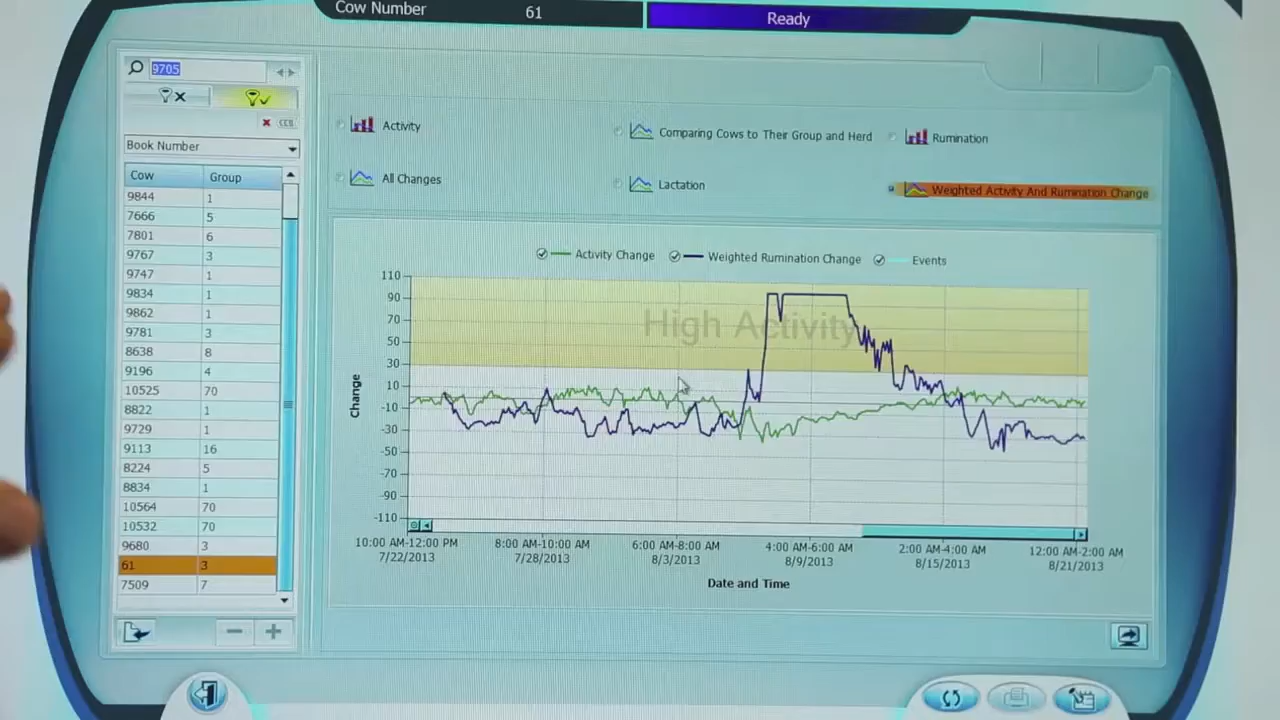 Cow Number 61 Ready
9705
Book Number
Cow Group
9844 1
7666 5
7801 6
9767 3
9747 1
9834 1
9862 1
9781 3
8638 8
9196 4
10525 70
8822 1
9729 1
9113 16
8224 5
8834 1
10564 70
10532 70
9680 3
61 3
7509 7
Activity
Comparing Cows to Their Group and Herd
Rumination
All Changes
Lactation
Weighted Activity And Rumination Change
Activity Change Weighted Rumination Change Events
High Activity
Change
110
90
70
50
30
10
-10
-30
-50
-70
-90
-110
10:00 AM-12:00 PM 8:00 AM-10:00 AM 6:00 AM-8:00 AM 4:00 AM-6:00 AM 2:00 AM-4:00 AM 12:00 AM-2:00 AM
7/22/2013 7/28/2013 8/3/2013 8/9/2013 8/15/2013 8/21/2013
Date and Time